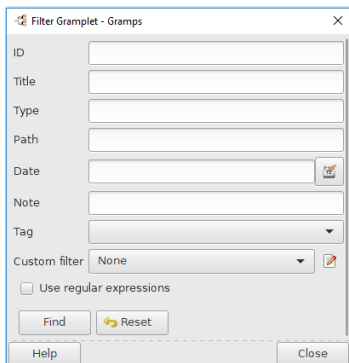 Filter Gramplet - Gramps
ID
Title
Type
Path
Date
Note
Tag
Custom filter None
Use regular expressions
Find Reset
Help Close